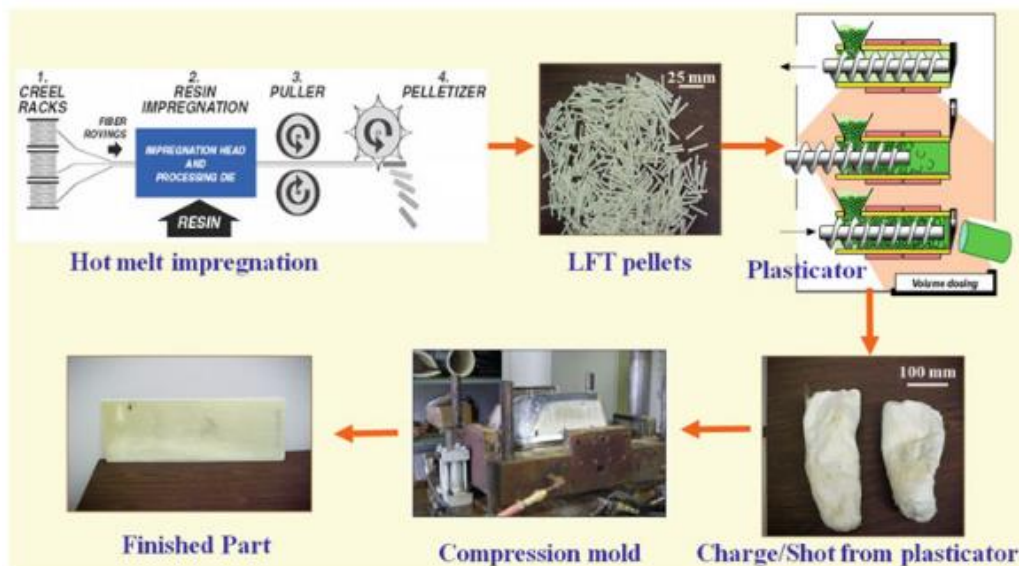 1.
CREEL
RACKS
2.
RESIN
IMPREGNATION
3.
PULLER
4.
PELLETIZER
FIBER
ROVINGS
IMPREGNATION HEAD
AND
PROCESSING DIE
RESIN
Hot melt impregnation
25 mm
LFT pellets
Plasticator
Volume dosing
100 mm
Finished Part
Compression mold
Charge/Shot from plasticator